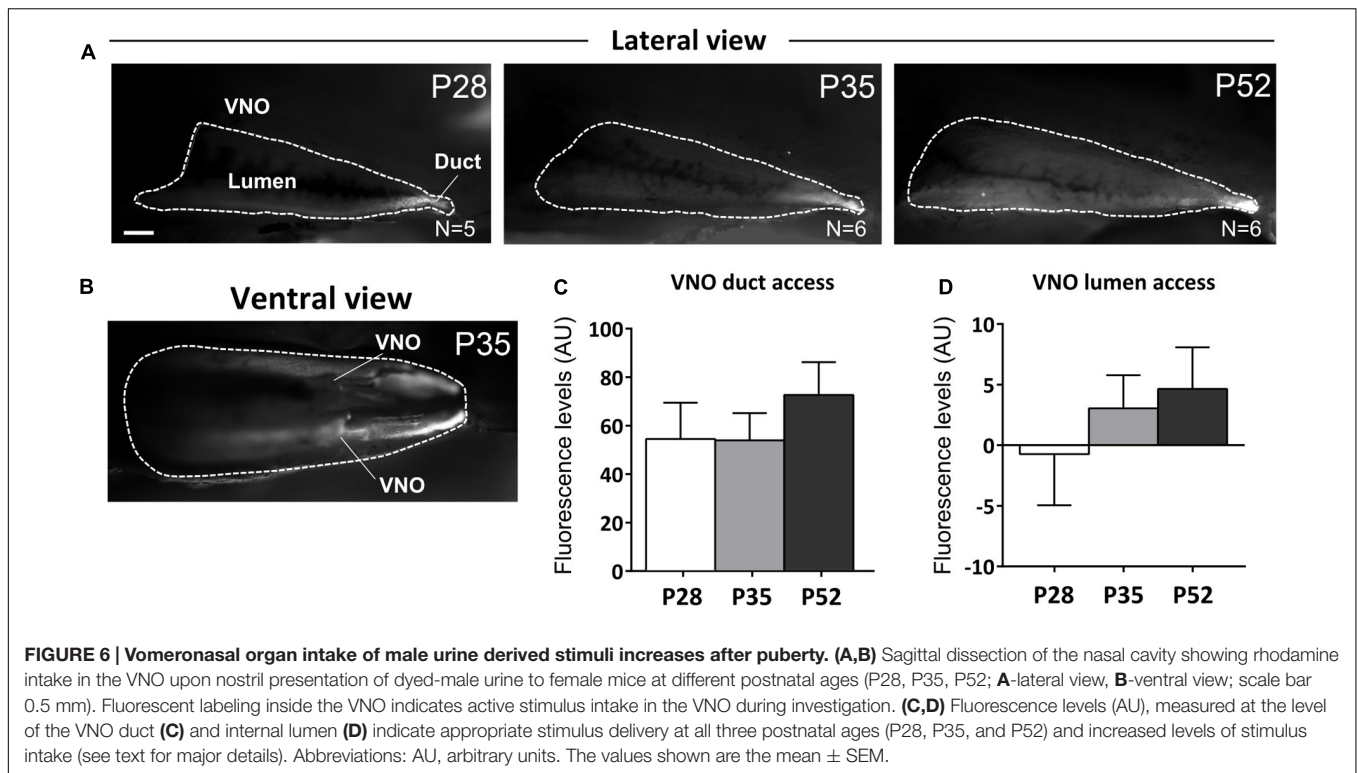 A
Lateral view
P28
VNO
Duct
Lumen
N=5
P35
N=6
P52
N=6
B
Ventral view
P35
VNO
VNO
C
VNO duct access
Fluorescence levels (AU)
100
80
60
40
20
0
P28 P35 P52
D
VNO lumen access
Fluorescence levels (AU)
10
5
0
-5
-10
P28 P35 P52
FIGURE 6 | Vomeronasal organ intake of male urine derived stimuli increases after puberty. (A,B) Sagittal dissection of the nasal cavity showing rhodamine
intake in the VNO upon nostril presentation of dyed-male urine to female mice at different postnatal ages (P28, P35, P52; A-lateral view, B-ventral view; scale bar
0.5 mm). Fluorescent labeling inside the VNO indicates active stimulus intake in the VNO during investigation. (C,D) Fluorescence levels (AU), measured at the level
of the VNO duct (C) and internal lumen (D) indicate appropriate stimulus delivery at all three postnatal ages (P28, P35, and P52) and increased levels of stimulus
intake (see text for major details). Abbreviations: AU, arbitrary units. The values shown are the mean ± SEM.